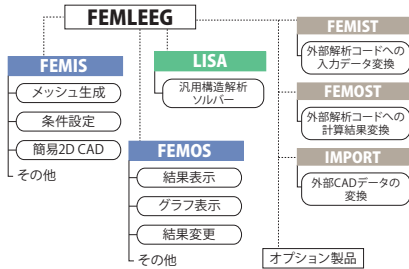 FEMLEEG
FEMIS
メッシュ生成
条件設定
簡易2D CAD
その他
LISA
汎用構造解析
ソルバー
FEMOS
結果表示
グラフ表示
結果変更
その他
FEMIST
外部解析コードへの
入力データ変換
FEMOST
外部解析コードへの
計算結果変換
IMPORT
外部CADデータの
変換
オプション製品